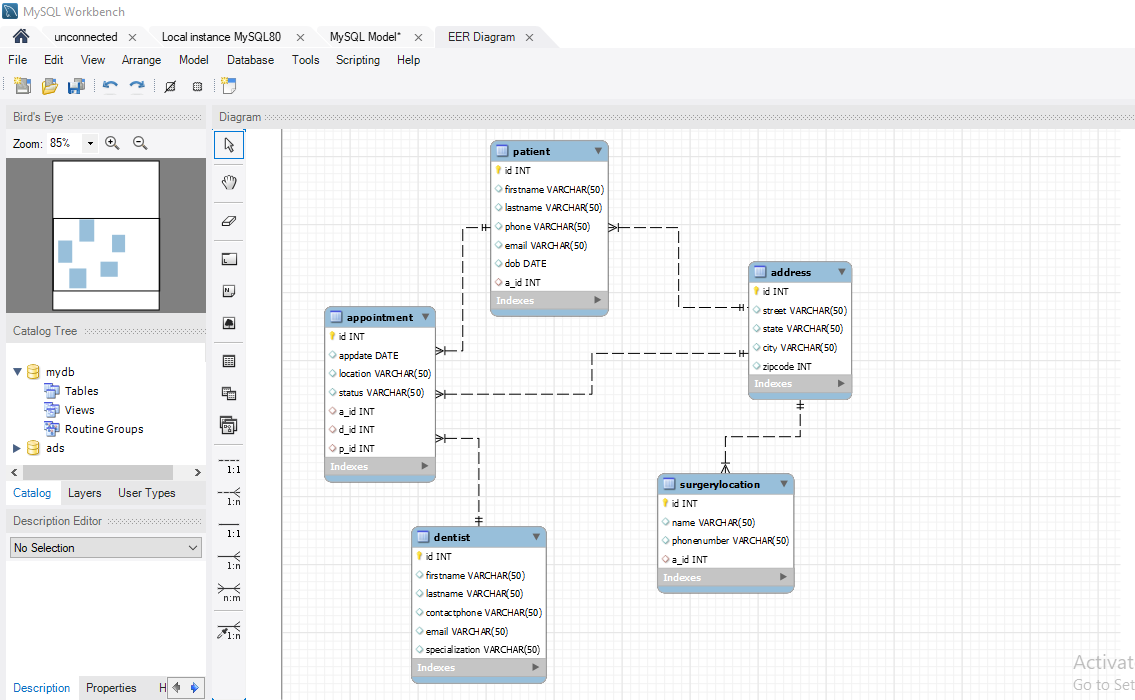 MySQL Workbench
unconnected
Local instance MySQL80
MySQL Model*
EER Diagram
File Edit View Arrange Model Database Tools Scripting Help
Bird's Eye
Diagram
Zoom: 85%
Catalog Tree
mydb
Tables
Views
Routine Groups
ads
Catalog Layers User Types
Description Editor
No Selection
Description Properties H
1:1
1:n
1:1
1:n
n:m
1:n
patient
id INT
firstname VARCHAR(50)
lastname VARCHAR(50)
phone VARCHAR(50)
email VARCHAR(50)
dob DATE
a_id INT
Indexes
address
id INT
street VARCHAR(50)
state VARCHAR(50)
city VARCHAR(50)
zipcode INT
Indexes
appointment
id INT
appdate DATE
location VARCHAR(50)
status VARCHAR(50)
a_id INT
d_id INT
p_id INT
Indexes
surgerylocation
id INT
name VARCHAR(50)
phonenumber VARCHAR(50)
a_id INT
Indexes
dentist
id INT
firstname VARCHAR(50)
lastname VARCHAR(50)
contactphone VARCHAR(50)
email VARCHAR(50)
specialization VARCHAR(50)
Indexes
Activat
Go to Set